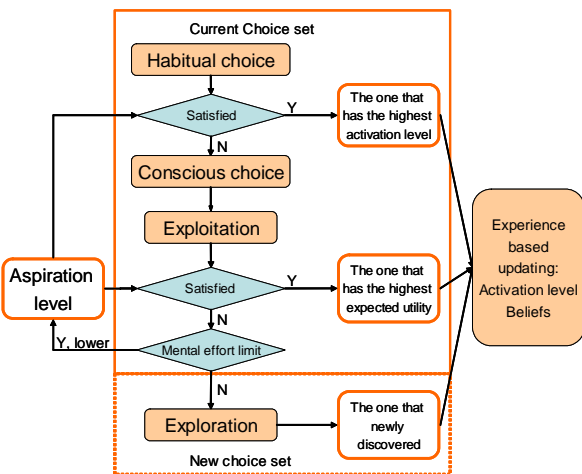 Current Choice set
Habitual choice
Satisfied
Y
The one that
has the highest
activation level
N
Conscious choice
Exploitation
Experience
based
updating:
Activation level
Beliefs
Aspiration
level
Satisfied
Y
The one that
has the highest
expected utility
N
Y, lower
Mental effort limit
N
Exploration
The one that
newly
discovered
New choice set